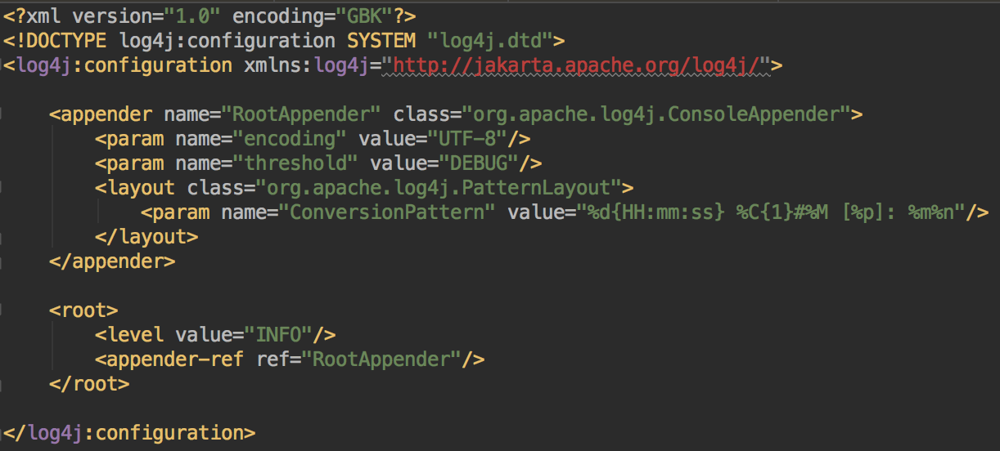 <?xml version="1.0" encoding="GBK"?>
<!DOCTYPE log4j:configuration SYSTEM "log4j.dtd">
<log4j:configuration xmlns:log4j="http://jakarta.apache.org/log4j/">
<appender name="RootAppender" class="org.apache.log4j.ConsoleAppender">
<param name="encoding" value="UTF-8"/>
<param name="threshold" value="DEBUG"/>
<layout class="org.apache.log4j.PatternLayout">
<param name="ConversionPattern" value="%d{HH:mm:ss} %C{1}#%M [%p]: %m%n"/>
</layout>
</appender>
<root>
<level value="INFO"/>
<appender-ref ref="RootAppender"/>
</root>
</log4j:configuration>